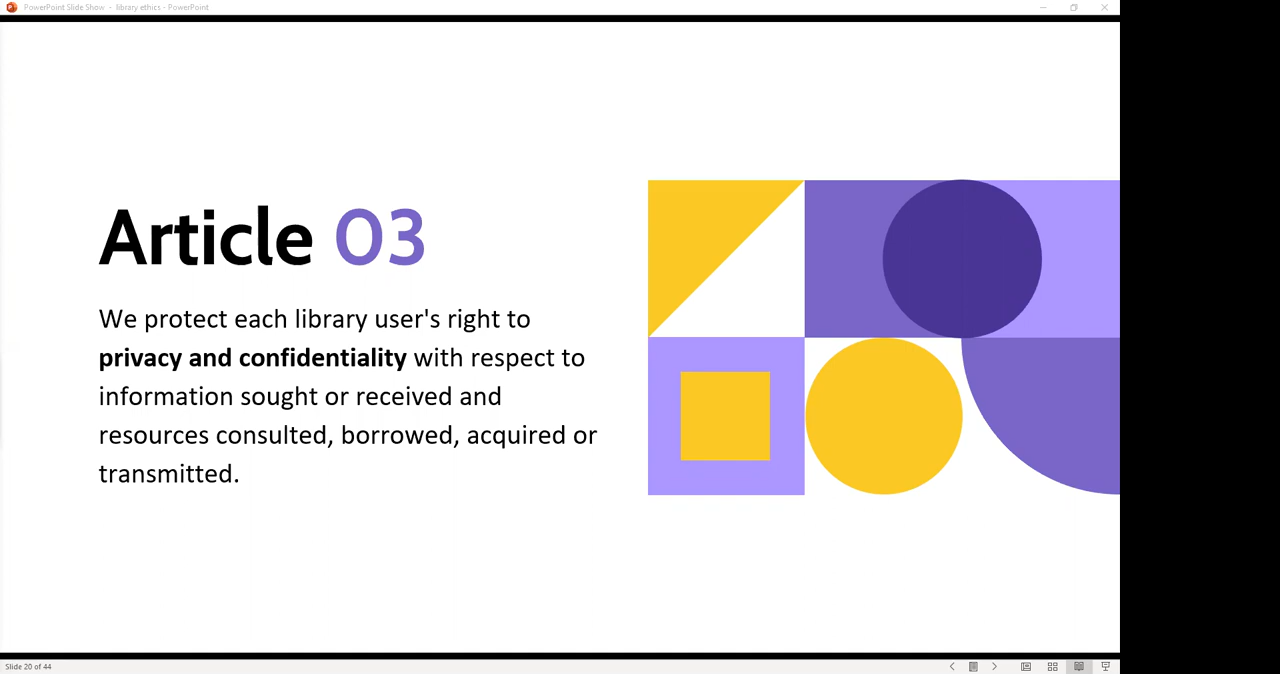 PowerPoint Slide Show - library ethics - PowerPoint
Article 03
We protect each library user's right to
privacy and confidentiality with respect to
information sought or received and
resources consulted, borrowed, acquired or
transmitted.
Slide 20 of 44